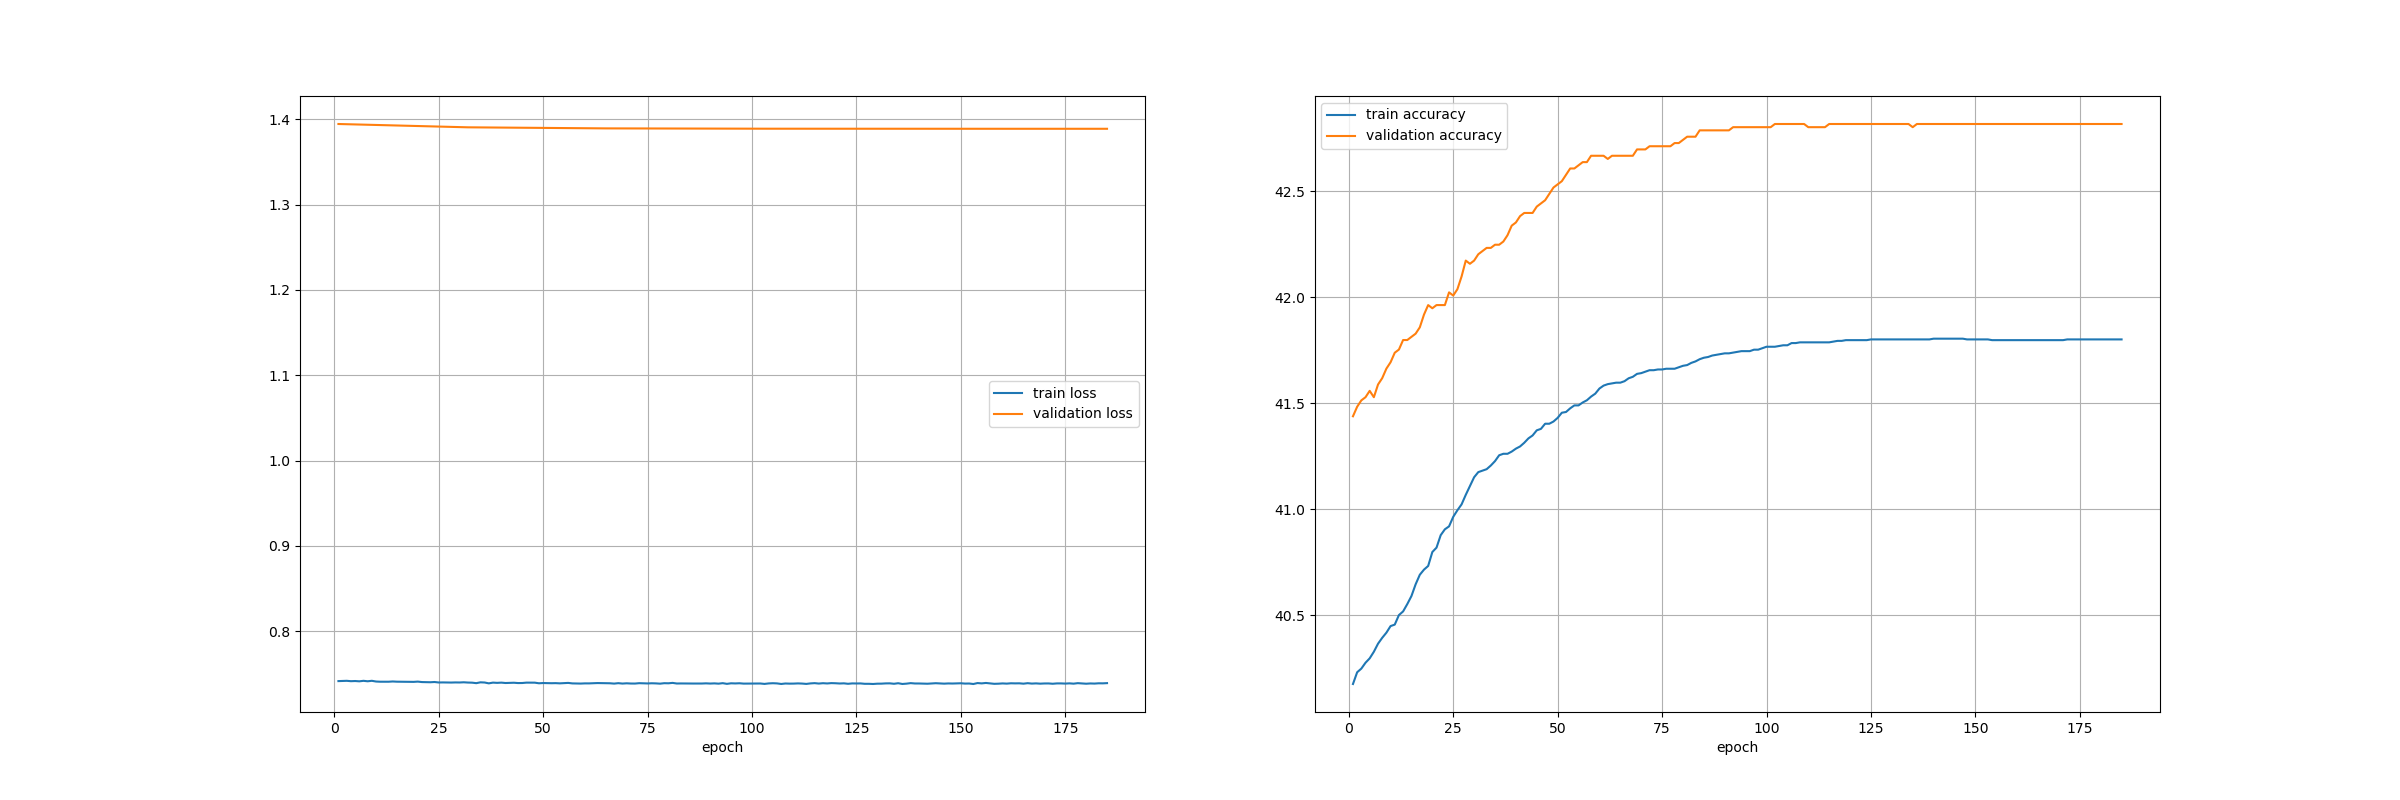 1.4
1.3
1.2
1.1
1.0
0.9
0.8
train loss
validation loss
0 25 50 75 100 125 150 175
epoch
train accuracy
validation accuracy
42.5
42.0
41.5
41.0
40.5
0 25 50 75 100 125 150 175
epoch